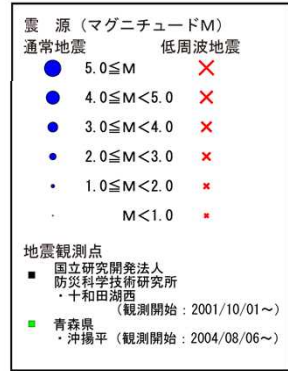 震 源（マグニチュードM）
通常地震 低周波地震
5.0≦M
4.0≦M<5.0
3.0≦M<4.0
2.0≦M<3.0
1.0≦M<2.0
M<1.0
地震観測点
国立研究開発法人
防災科学技術研究所
・十和田湖西
（観測開始：2001/10/01～）
青森県
・沖揚平（観測開始：2004/08/06～）